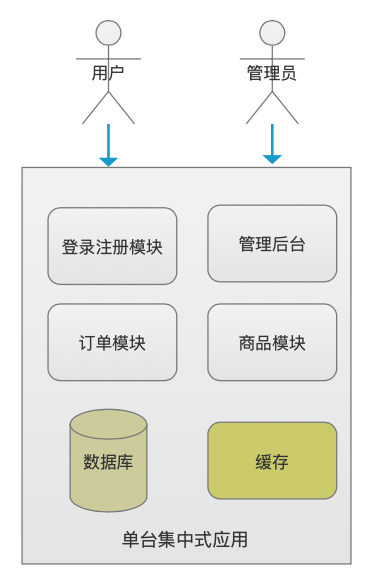 用户
管理员
登录注册模块
管理后台
订单模块
商品模块
数据库
缓存
单台集中式应用